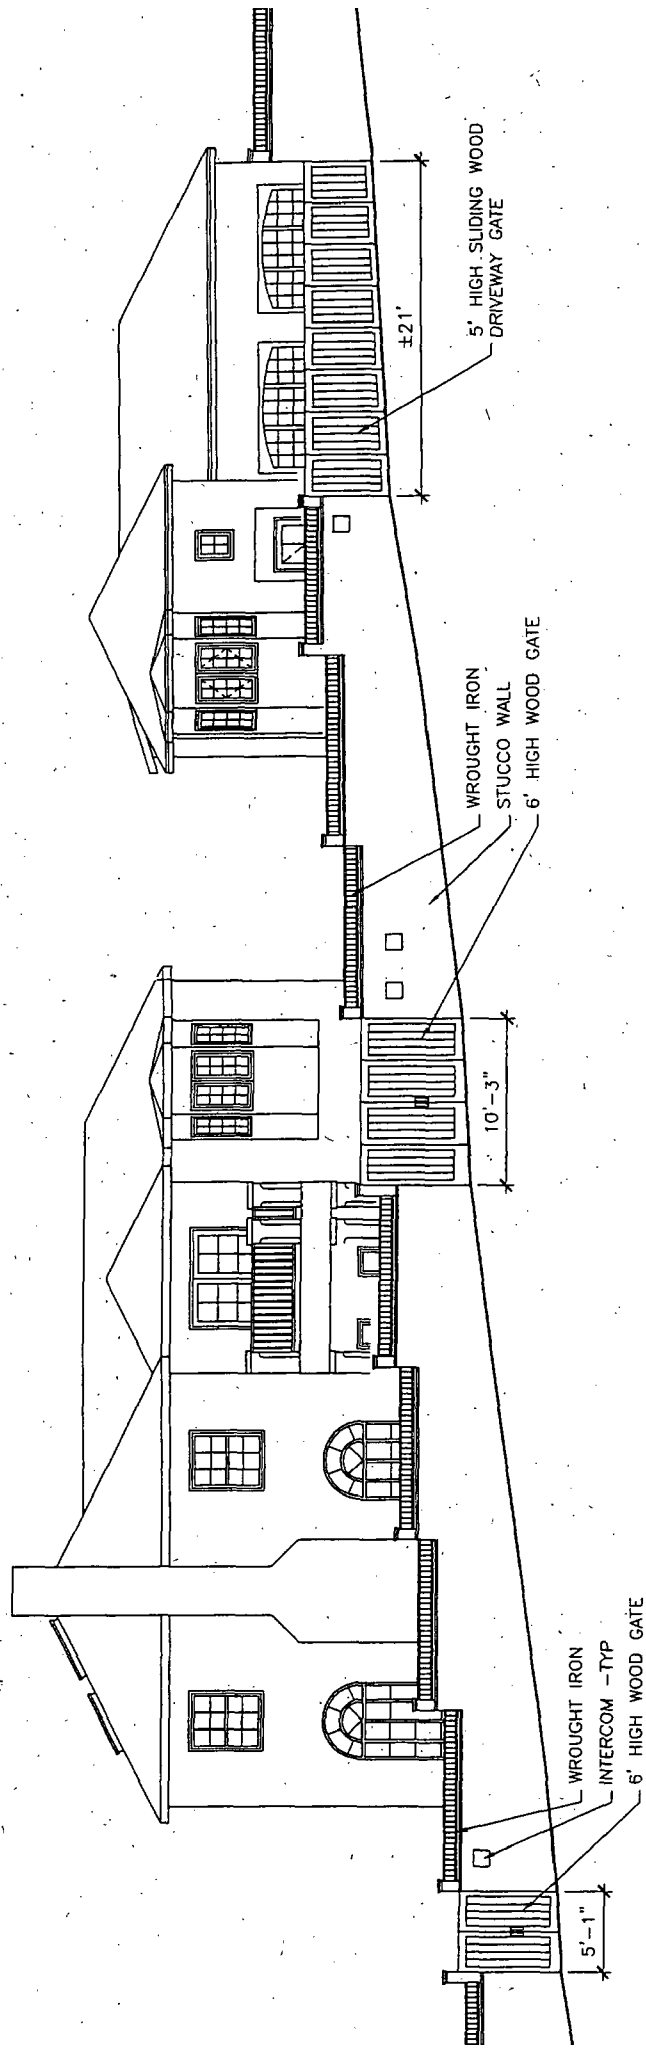 WROUGHT IRON
INTERCOM -TYP
6' HIGH WOOD GATE
5'-1"
WROUGHT IRON
STUCCO WALL
6' HIGH WOOD GATE
10'-3"
5' HIGH SLIDING WOOD
DRIVEWAY GATE
±21'